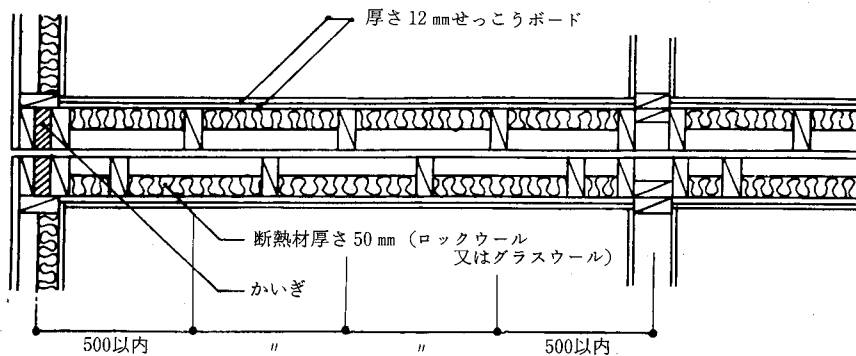 厚さ12mmせっこうボード
断熱材厚さ50mm(ロックウール
又はグラスウール)
かいぎ
500以内 〃 〃 500以内